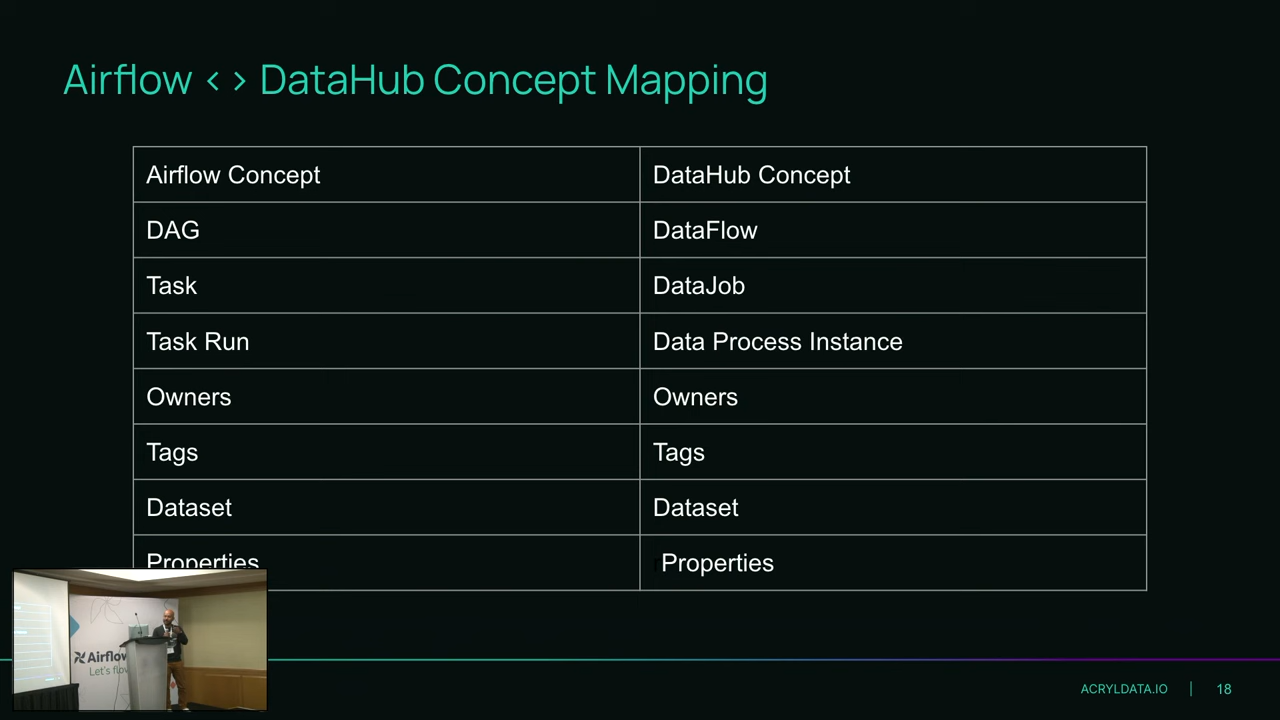 Airflow < > DataHub Concept Mapping
Airflow Concept DataHub Concept
DAG DataFlow
Task DataJob
Task Run Data Process Instance
Owners Owners
Tags Tags
Dataset Dataset
Properties Properties
Airflow
Let's flow
ACRYLDATA.IO | 18